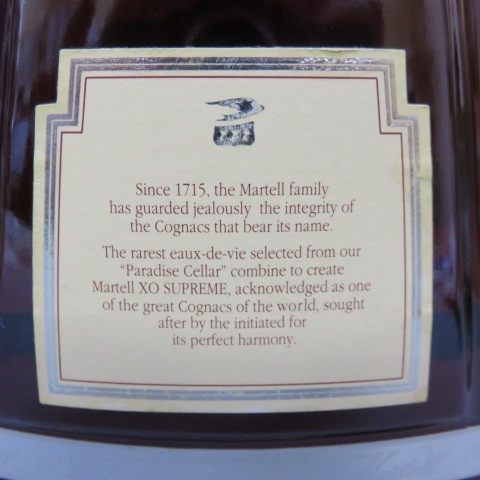 Since 1715, the Martell family
has guarded jealously the integrity of
the Cognacs that bear its name.
The rarest eaux-de-vie selected from our
“Paradise Cellar” combine to create
Martell XO SUPREME, acknowledged as one
of the great Cognacs of the world, sought
after by the initiated for
its perfect harmony.